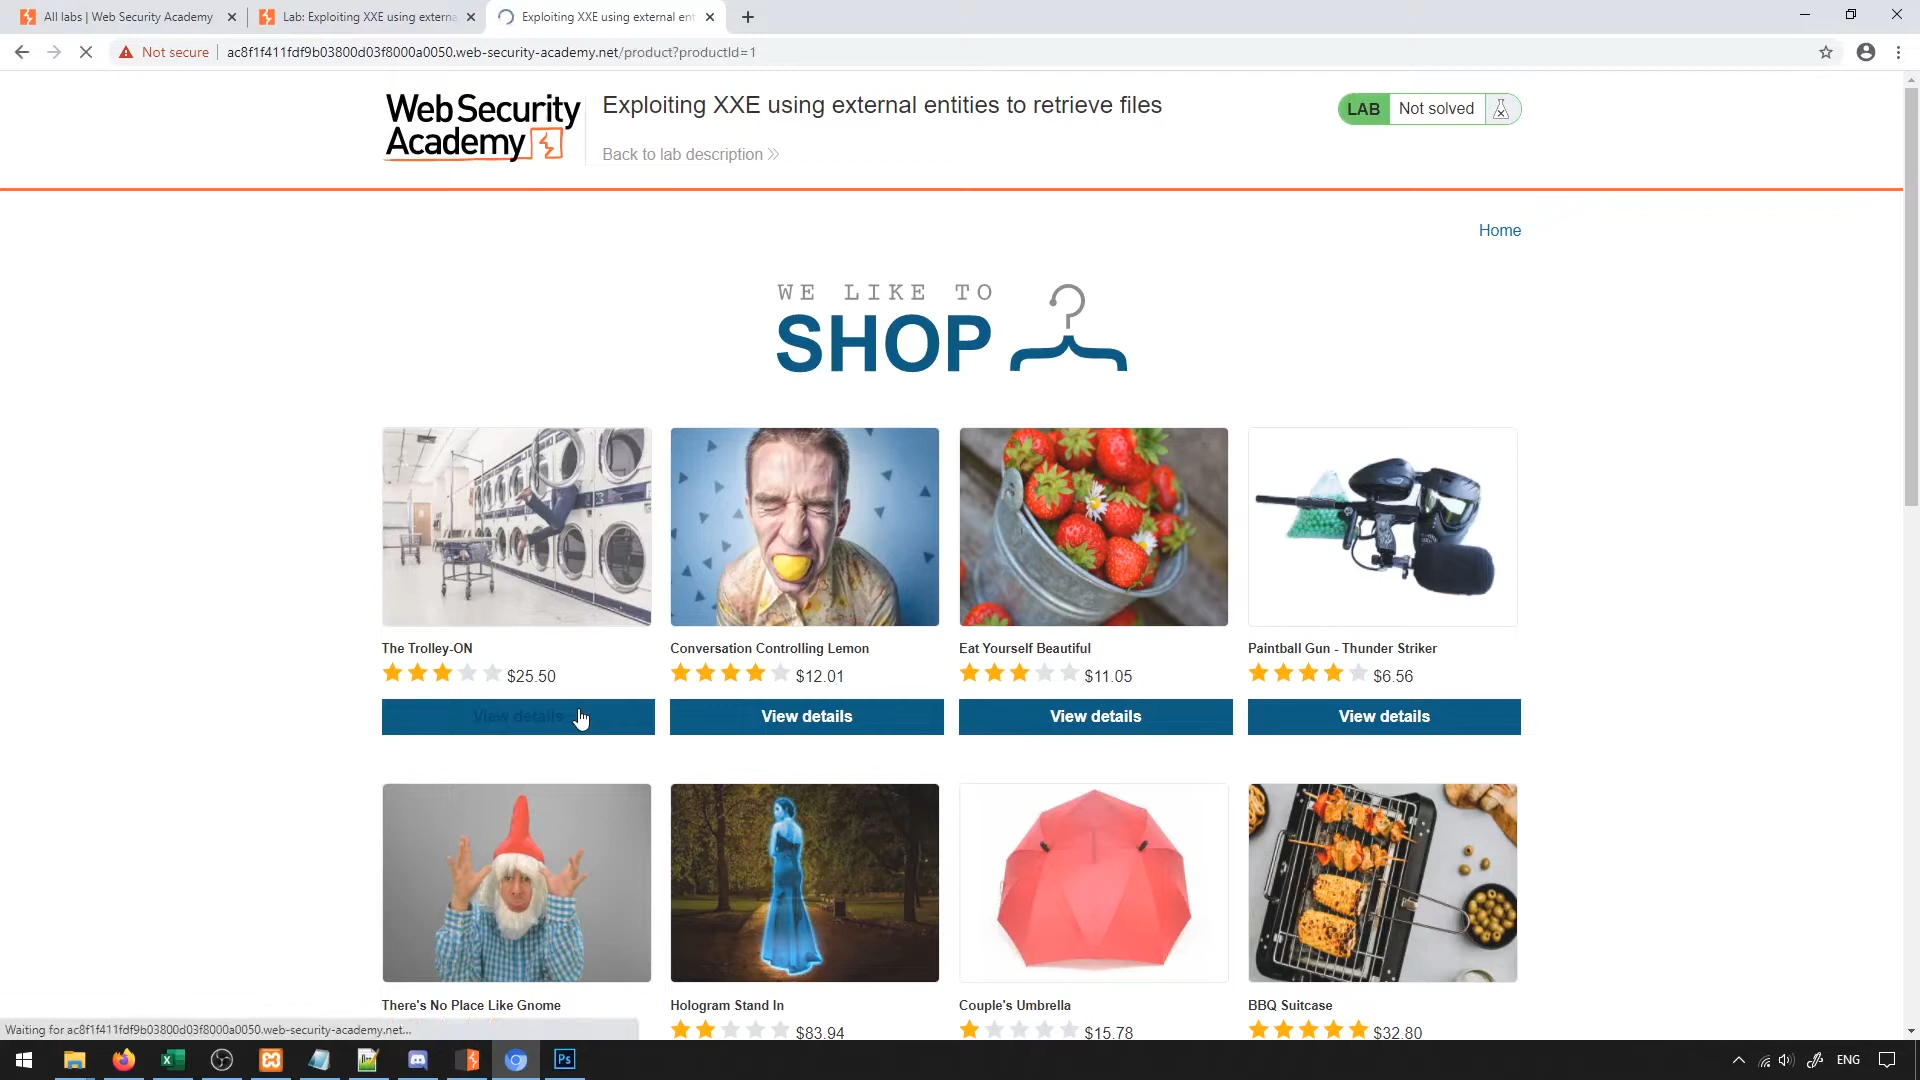 All labs | Web Security Academy
Lab: Exploiting XXE using externa
Exploiting XXE using external ent
Not secure
ac8f1f411fdf9b03800d03f8000a0050.web-security-academy.net/product?productId=1
Web Security
Academy
Exploiting XXE using external entities to retrieve files
Back to lab description
LAB
Not solved
Home
WE LIKE TO
SHOP
The Trolley-ON
Conversation Controlling Lemon
Eat Yourself Beautiful
Paintball Gun - Thunder Striker
$25.50
$12.01
$11.05
$6.56
View details
View details
View details
View details
There's No Place Like Gnome
Hologram Stand In
Couple's Umbrella
BBQ Suitcase
$83.94
$15.78
$32.80
Waiting for ac8f1f411fdf9b03800d03f8000a0050.web-security-academy.net...
Ps
ENG